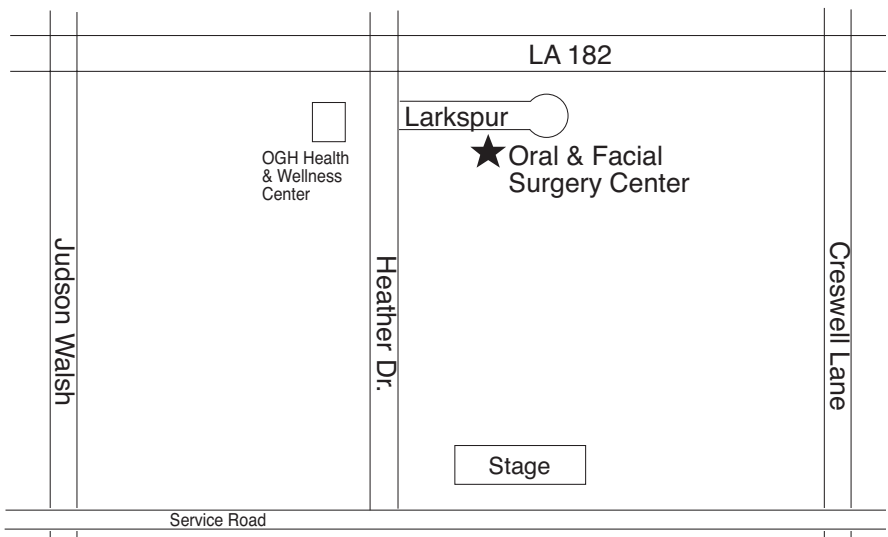 LA 182
Larkspur
OGH Health
& Wellness
Center
Oral & Facial
Surgery Center
Judson Walsh
Heather Dr.
Creswell Lane
Stage
Service Road